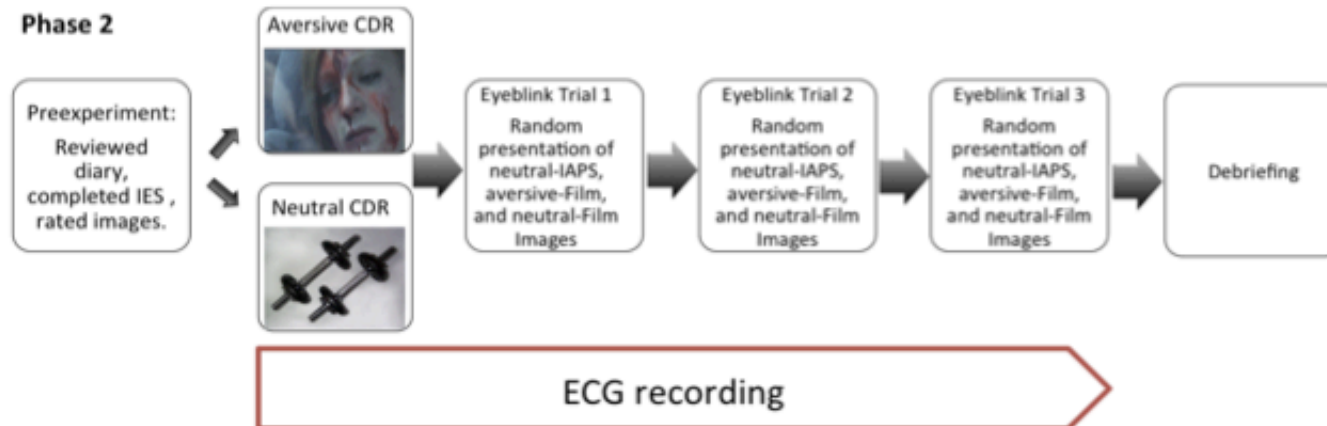 Phase 2
Preexperiment:
Reviewed
diary,
completed IES ,
rated images.
Aversive CDR
Neutral CDR
Eyeblink Trial 1
Random
presentation of
neutral-IAPS,
aversive-Film,
and neutral-Film
Images
Eyeblink Trial 2
Random
presentation of
neutral-IAPS,
aversive-Film,
and neutral-Film
Images
Eyeblink Trial 3
Random
presentation of
neutral-IAPS,
aversive-Film,
and neutral-Film
Images
Debriefing
ECG recording